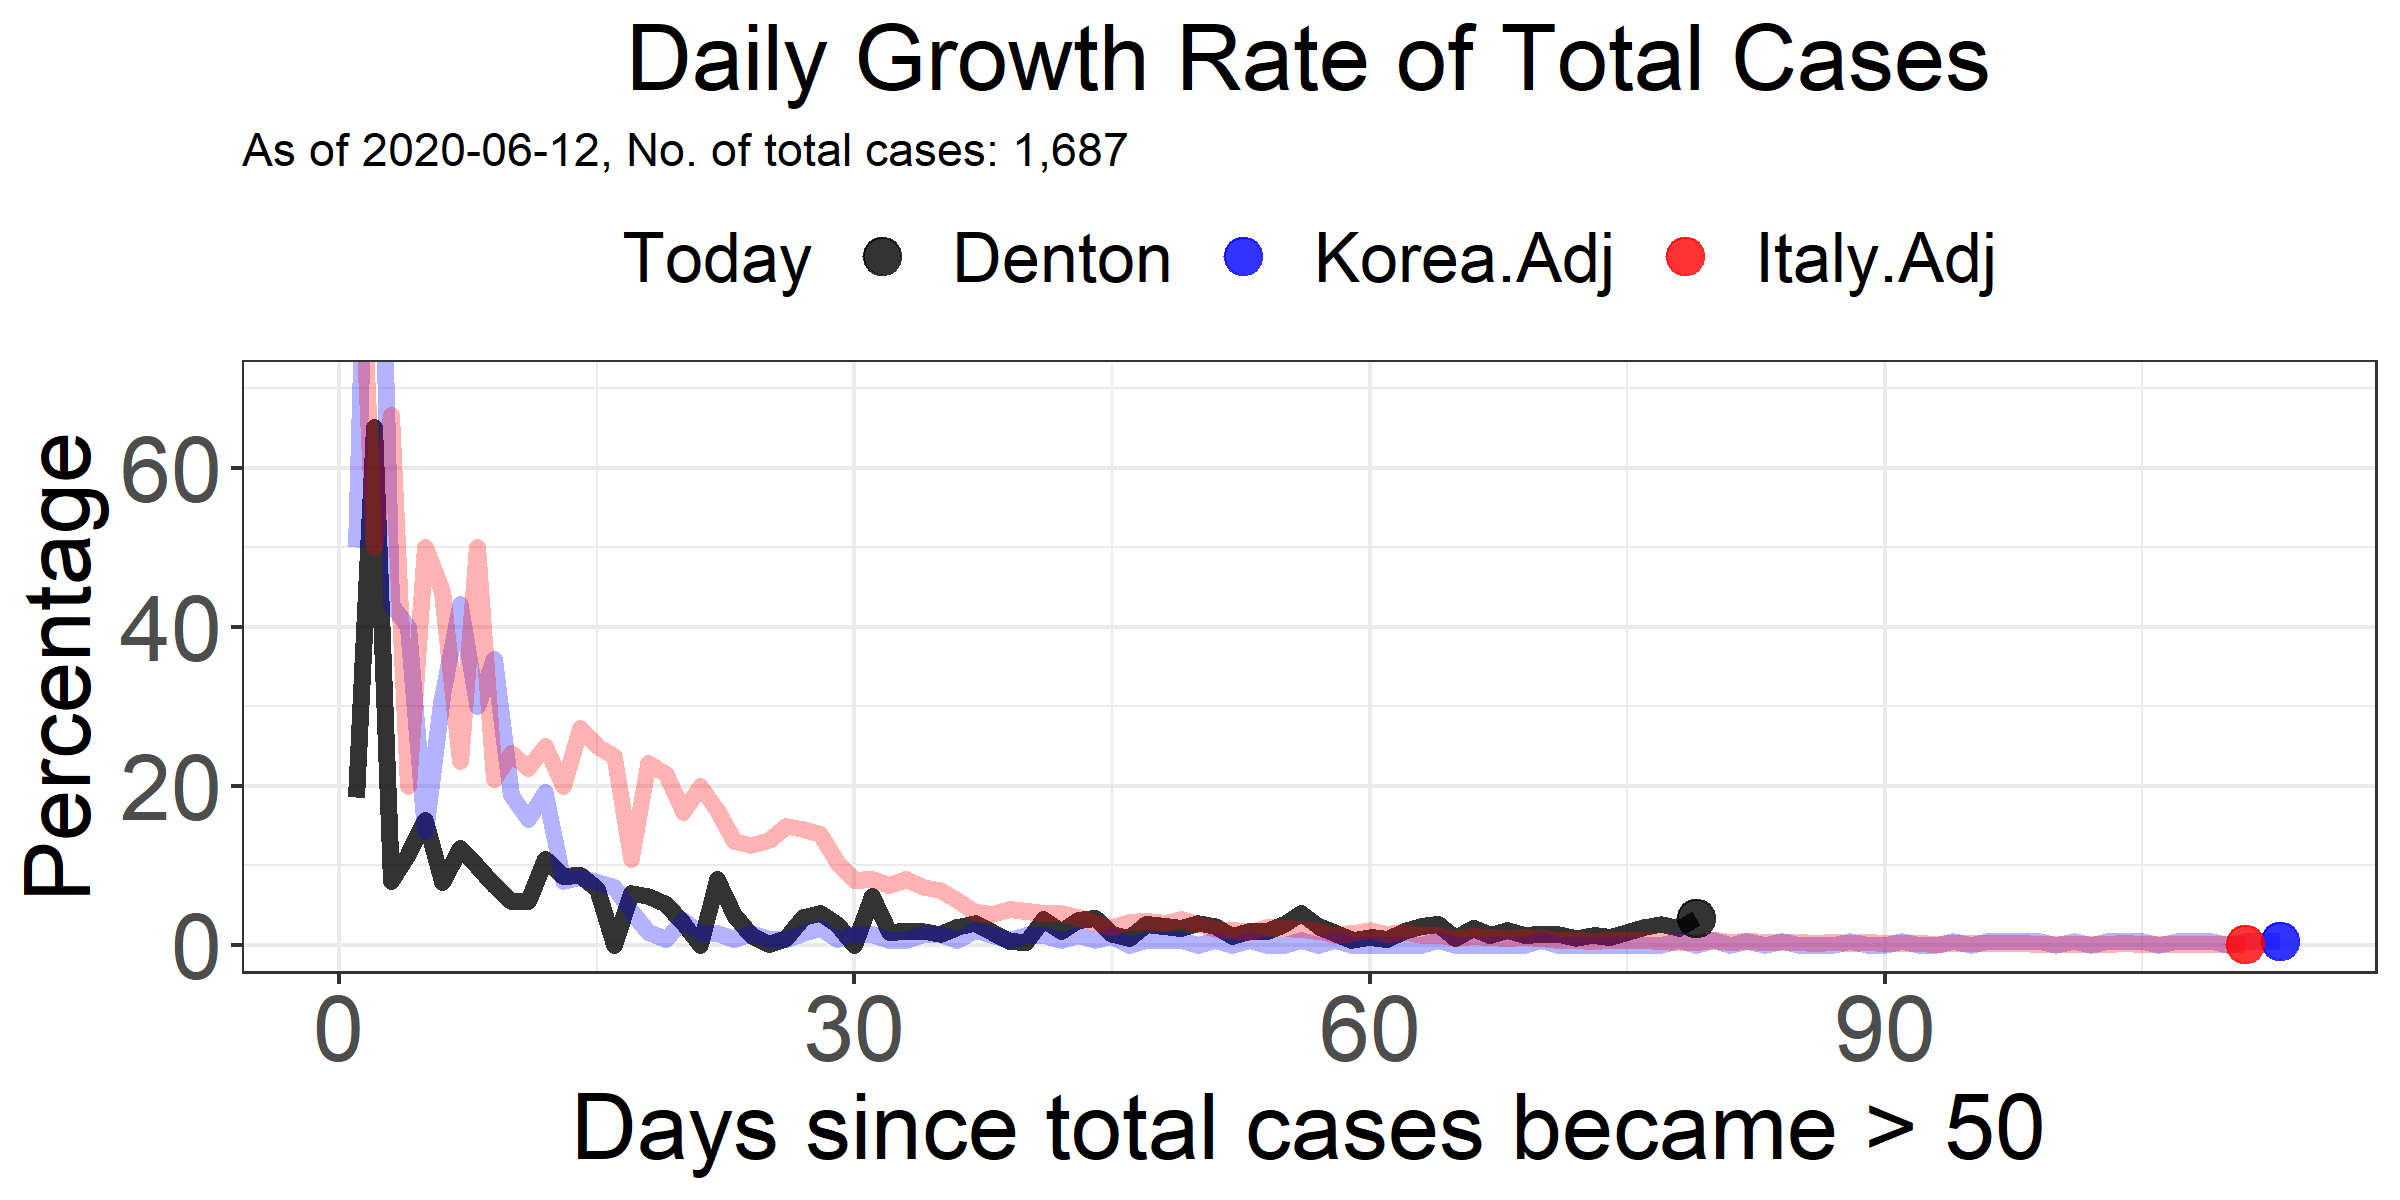 Daily Growth Rate of Total Cases
As of 2020-06-12, No. of total cases: 1,687
Today Denton Korea.Adj Italy.Adj
Percentage
60
40
20
0
0 30 60 90
Days since total cases became > 50